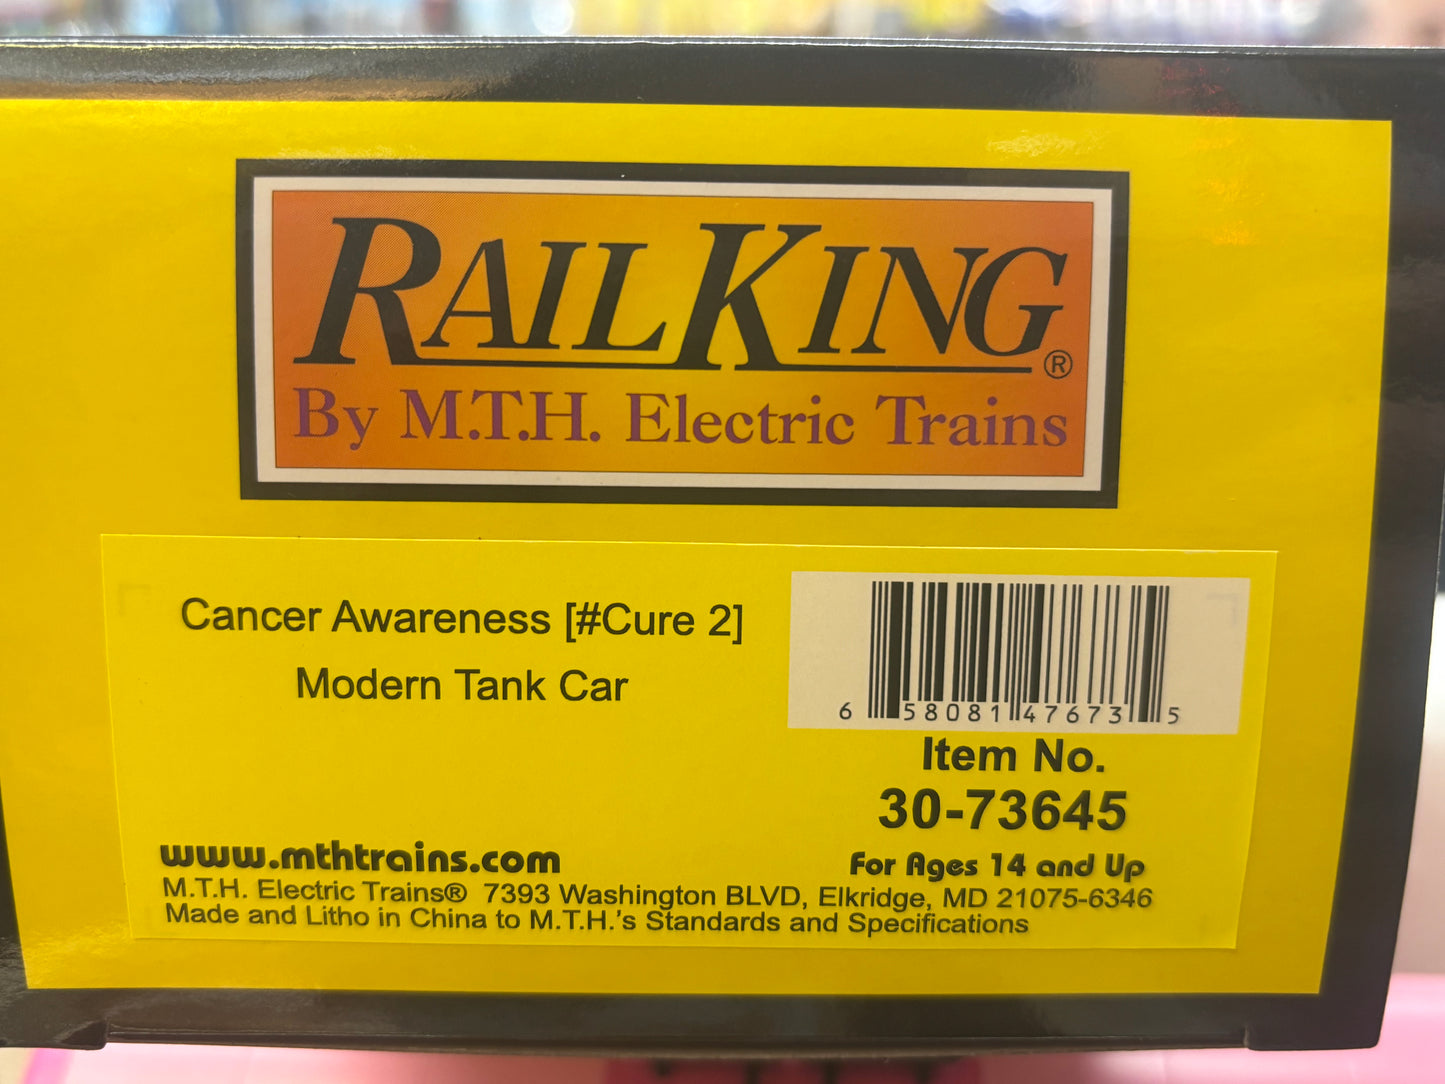 RAILKING®
By M.T.H. Electric Trains
Cancer Awareness [#Cure 2]
Modern Tank Car
6 58081 47673 5
Item No.
30-73645
For Ages 14 and Up
www.mthtrains.com
M.T.H. Electric Trains® 7393 Washington BLVD, Elkridge, MD 21075-6346
Made and Litho in China to M.T.H.'s Standards and Specifications